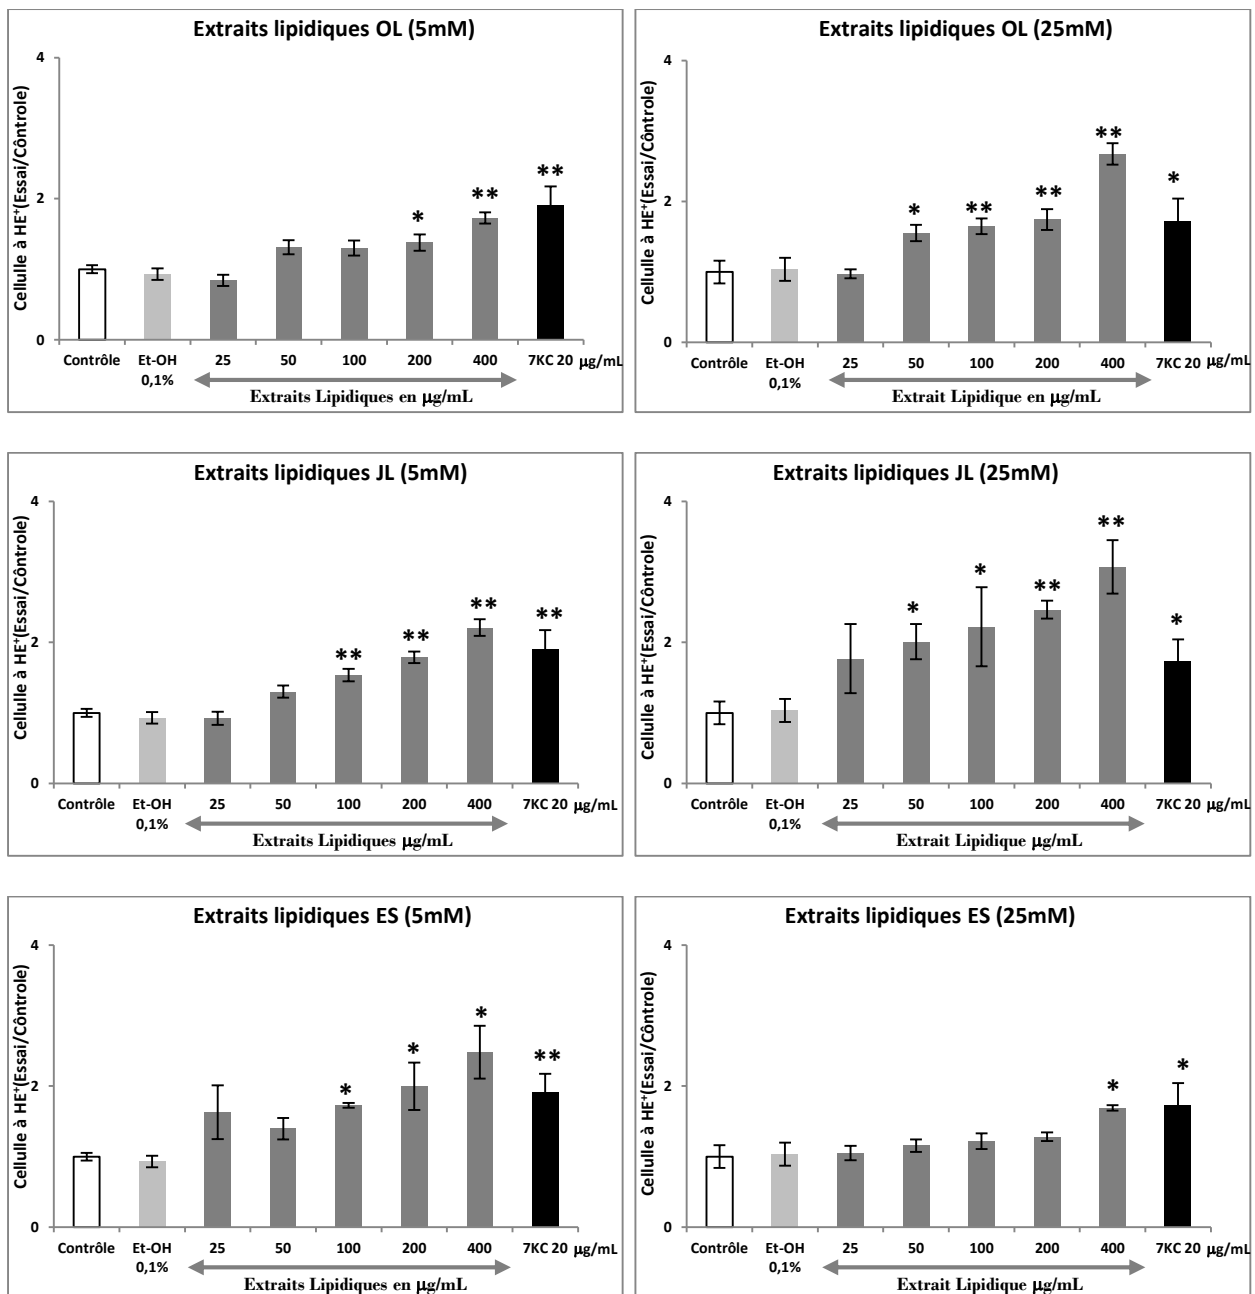 Extraits lipidiques OL (5mM)
Cellulle à HE⁺(Essai/Côntrole)
4
2
0
** 
**
*
Contrôle Et-OH 0,1% 25 50 100 200 400 7KC 20 µg/mL
Extraits Lipidiques en µg/mL
Extraits lipidiques OL (25mM)
Cellulle à HE⁺(Essai/Côntrole)
4
2
0
* ** ** ** *
Contrôle Et-OH 0,1% 25 50 100 200 400 7KC 20 µg/mL
Extrait Lipidique en µg/mL
Extraits lipidiques JL (5mM)
Cellulle à HE⁺(Essai/Côntrole)
4
2
0
** ** ** **
Contrôle Et-OH 0,1% 25 50 100 200 400 7KC 20 µg/mL
Extraits Lipidiques µg/mL
Extraits lipidiques JL (25mM)
Cellulle à HE⁺(Essai/Côntrole)
4
2
0
* * ** ** *
Contrôle Et-OH 0,1% 25 50 100 200 400 7KC 20 µg/mL
Extrait Lipidique µg/mL
Extraits lipidiques ES (5mM)
Cellulle à HE⁺(Essai/Côntrole)
4
2
0
* * * **
Contrôle Et-OH 0,1% 25 50 100 200 400 7KC 20 µg/mL
Extraits Lipidiques en µg/mL
Extraits lipidiques ES (25mM)
Cellulle à HE⁺(Essai/Côntrole)
4
2
0
* *
Contrôle Et-OH 0,1% 25 50 100 200 400 7KC 20 µg/mL
Extrait Lipidique µg/mL